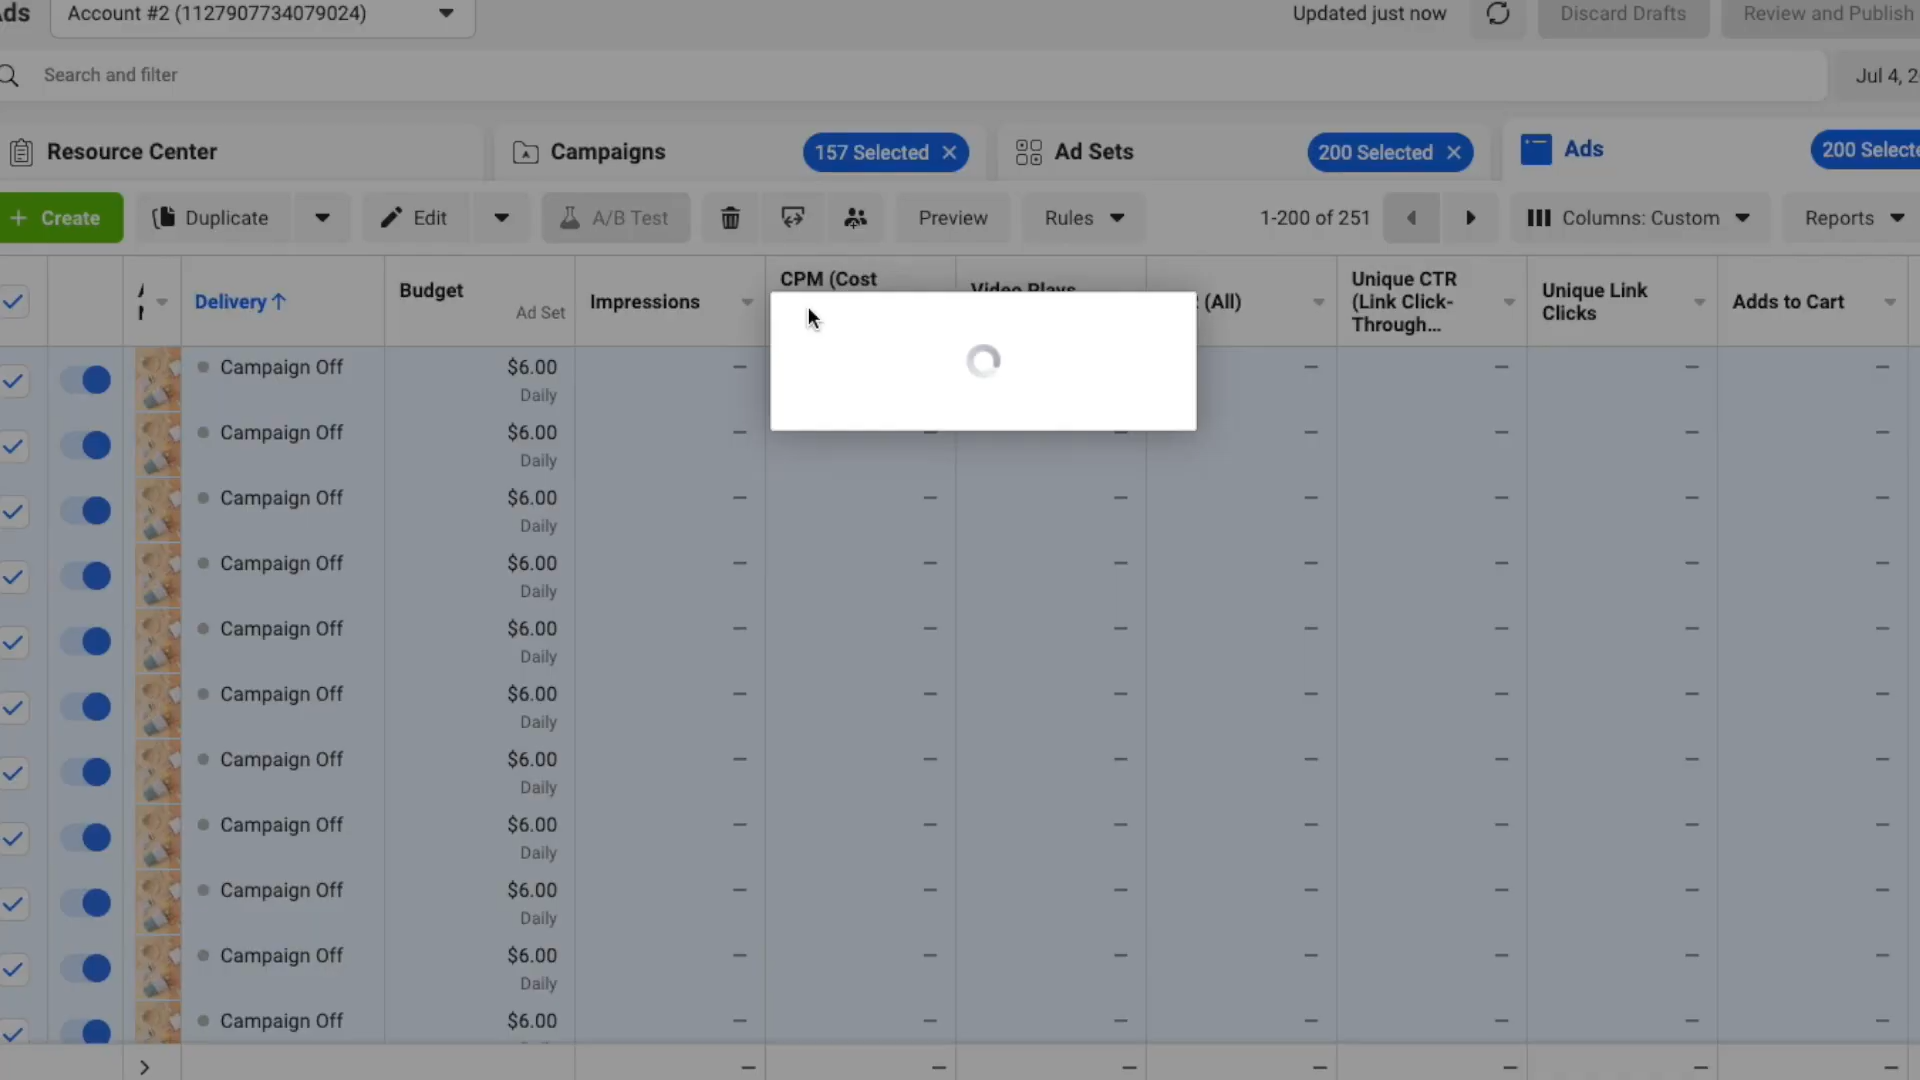 Ads
Account #2 (1127907734079024)
Updated just now
Discard Drafts
Review and Publish
Search and filter
Jul 4, 2
Resource Center
Campaigns
157 Selected
Ad Sets
200 Selected
Ads
200 Selecte
+ Create
Duplicate
Edit
A/B Test
Preview
Rules
1-200 of 251
Columns: Custom
Reports
Delivery ↑
Budget
Ad Set
Impressions
CPM (Cost
Video Plays
(All)
Unique CTR
(Link Click-
Through...
Unique Link
Clicks
Adds to Cart
Campaign Off
$6.00
– – – – – –
Daily
Campaign Off
$6.00
– – – – – – –
Daily
Campaign Off
$6.00
– – – – – – –
Daily
Campaign Off
$6.00
– – – – – – –
Daily
Campaign Off
$6.00
– – – – – – –
Daily
Campaign Off
$6.00
– – – – – – –
Daily
Campaign Off
$6.00
– – – – – – –
Daily
Campaign Off
$6.00
– – – – – – –
Daily
Campaign Off
$6.00
– – – – – – –
Daily
Campaign Off
$6.00
– – – – – – –
Daily
Campaign Off
$6.00
– – – – – – –
– – – – – – –